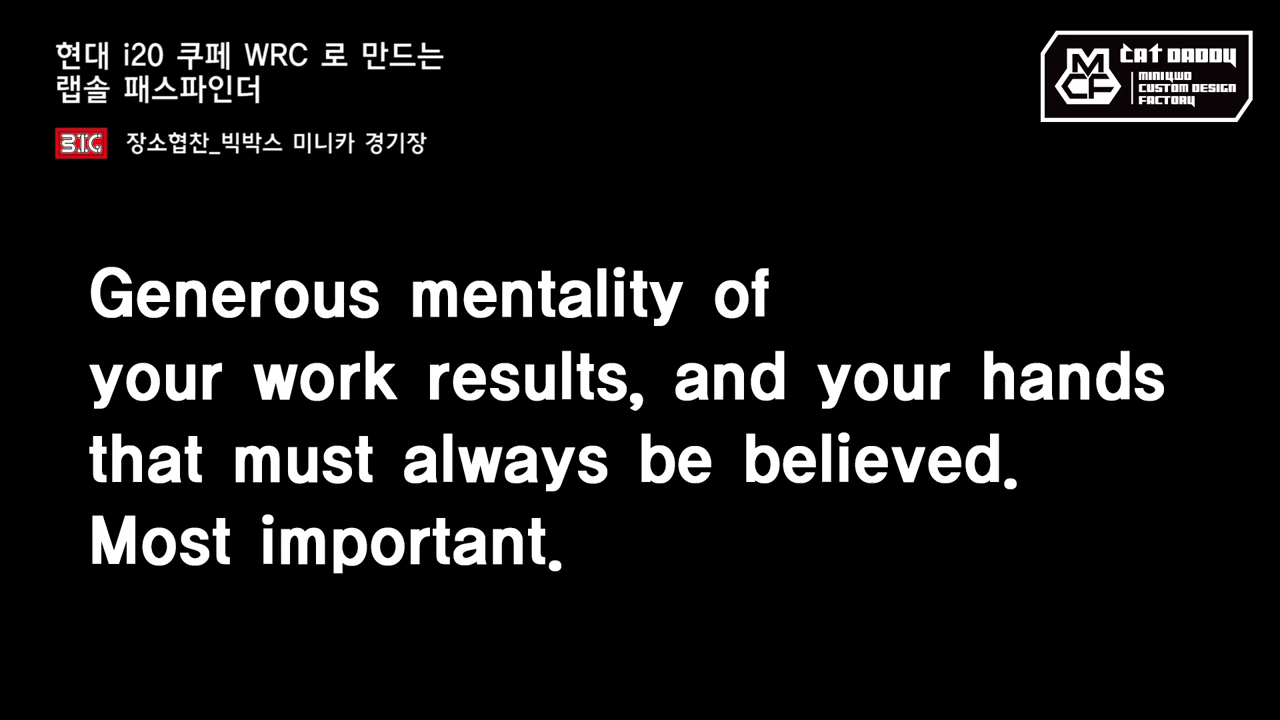 현대 i20 쿠페 WRC 로 만드는
랩솔 패스파인더
BIG 장소협찬_빅박스 미니카 경기장
MCF
CAT DADDY
MINI4WD
CUSTOM DESIGN
FACTORY
Generous mentality of
your work results, and your hands
that must always be believed.
Most important.